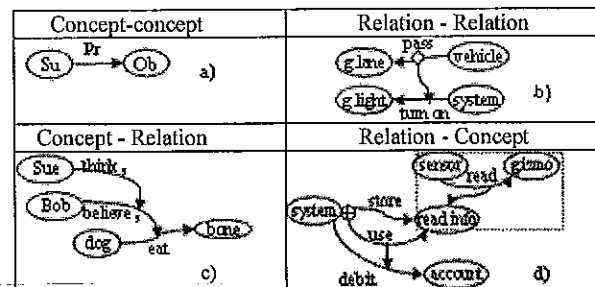 Concept-concept
Pr
Su
Ob
a)
Relation - Relation
pass
g.lane
vehicle
g.light
system
turn on
b)
Concept - Relation
Sue
think,
Bob
believe,
dog
eat
bone
c)
Relation - Concept
sensor
gizmo
read
store
system
read info
use
debit
account
d)